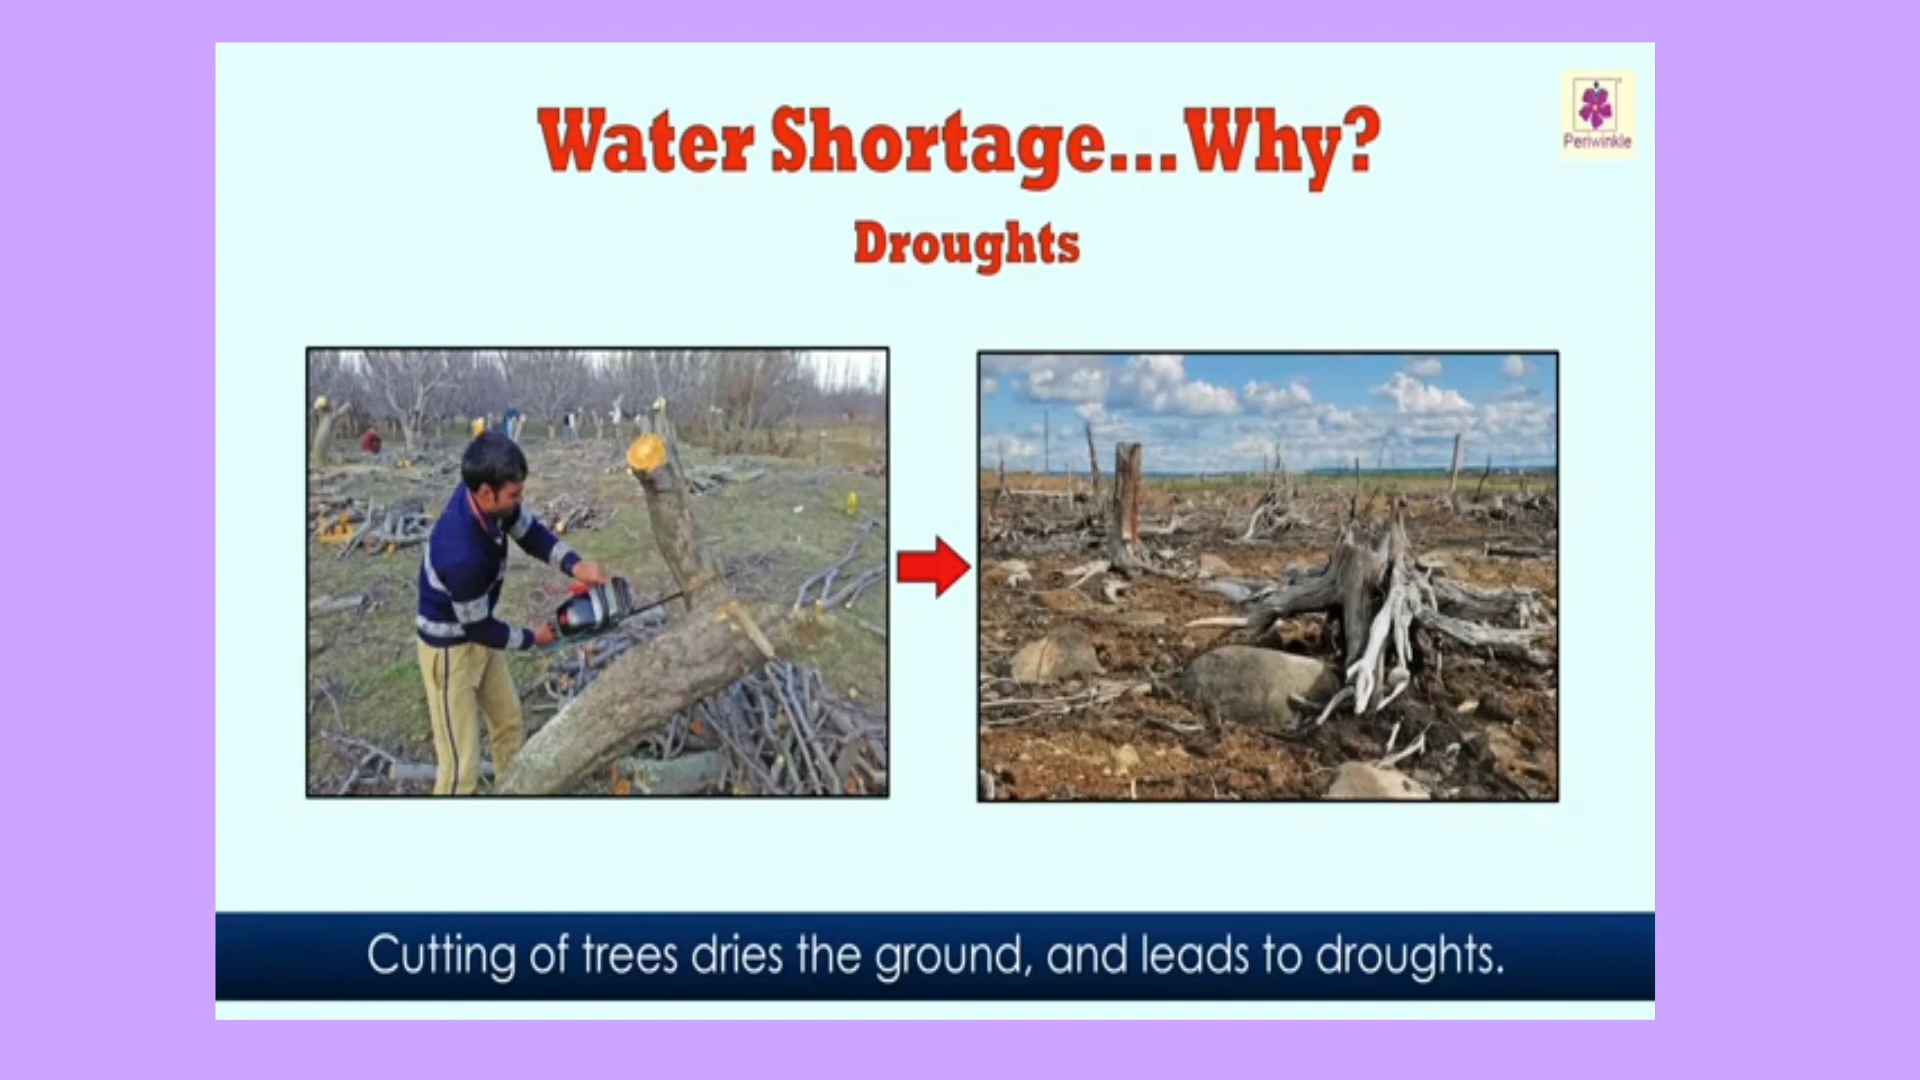 Water Shortage...Why?
Periwinkle
Droughts
Cutting of trees dries the ground, and leads to droughts.